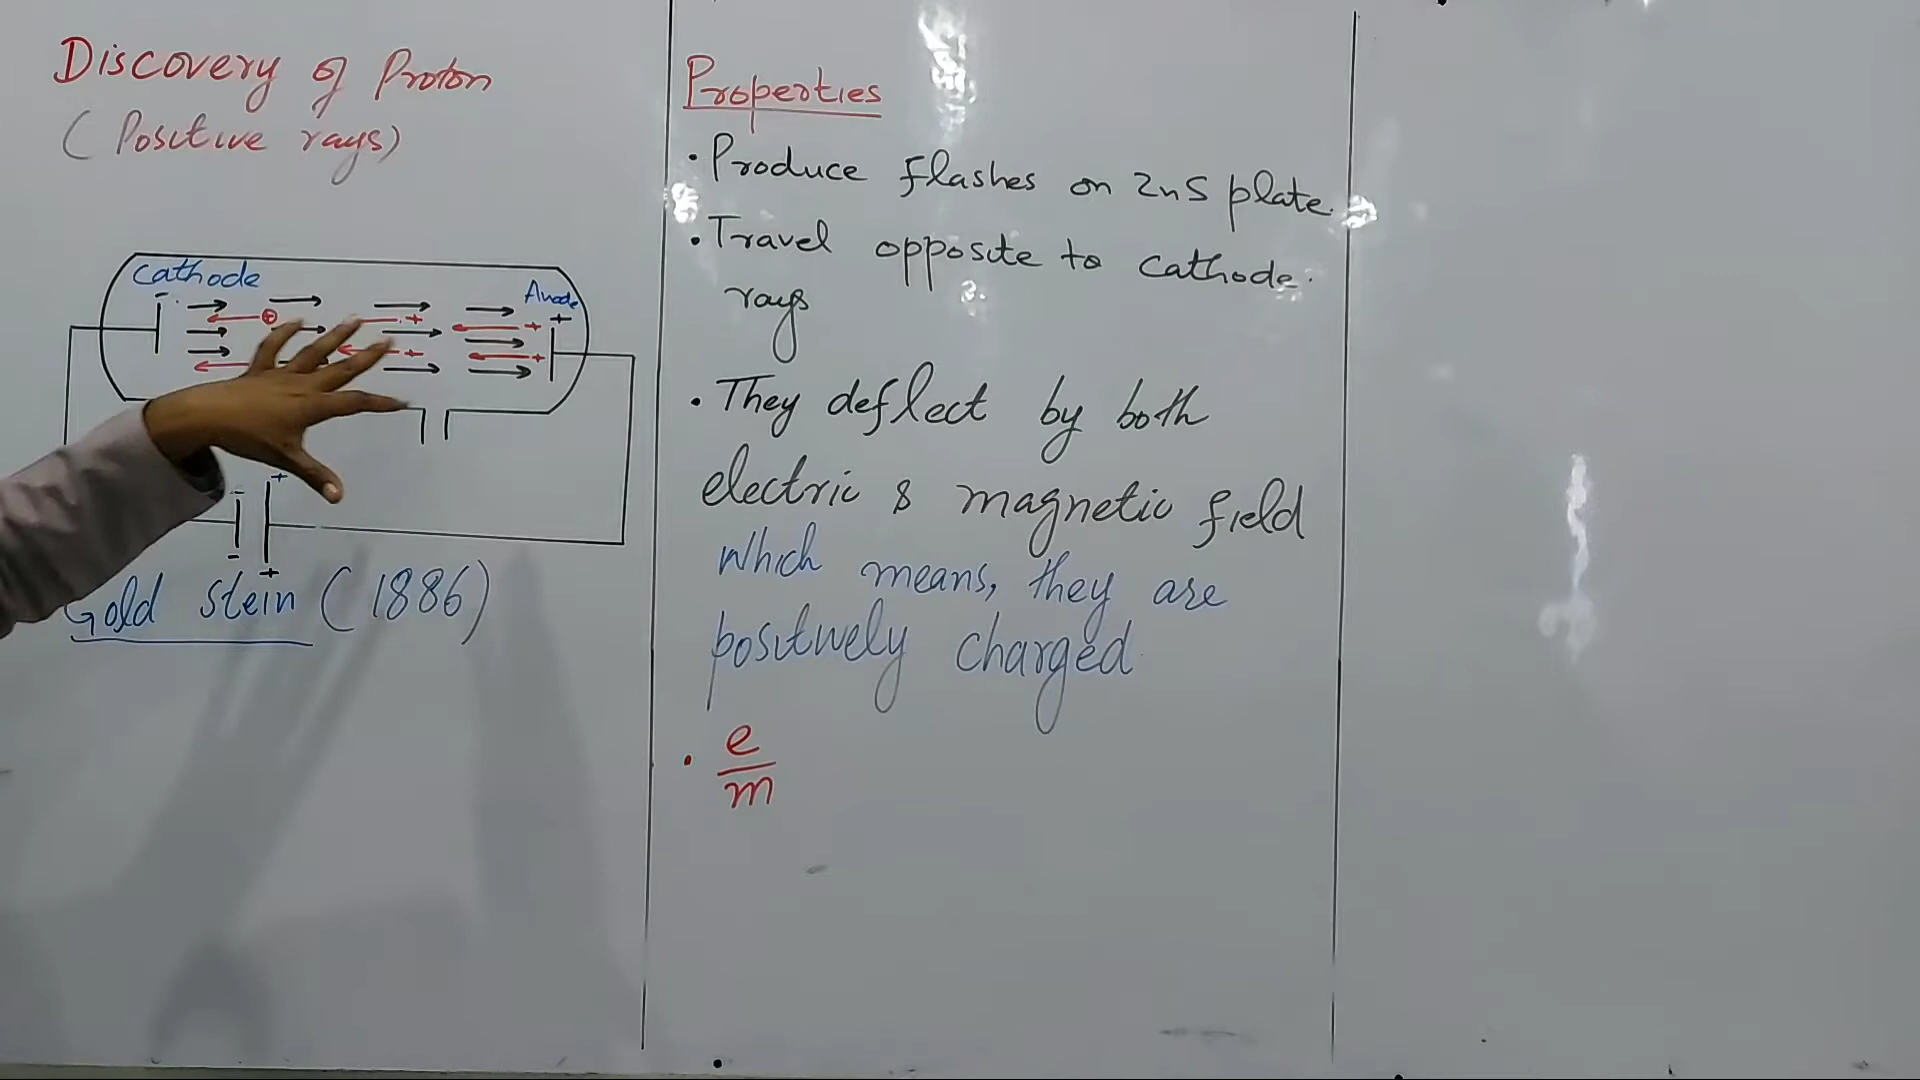 Discovery of Proton
(Positive rays)
Cathode
Anode
Gold stein (1886)
Properties
• Produce flashes on ZnS plate.
• Travel opposite to cathode
rays
• They deflect by both
electric & magnetic field
which means, they are
positively charged
• e
m